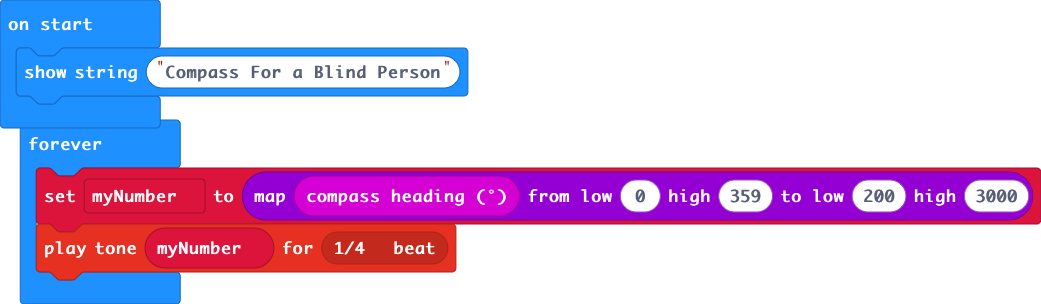 on start
show string "Compass For a Blind Person"
forever
set myNumber to map compass heading (°) from low 0 high 359 to low 200 high 3000
play tone myNumber for 1/4 beat